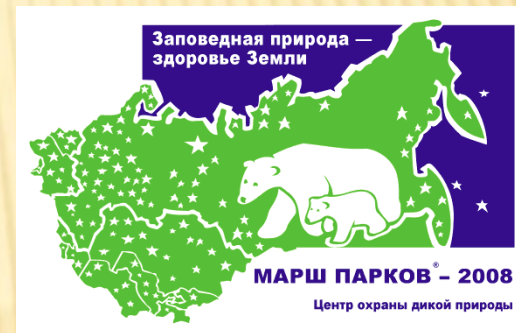 Заповедная природа —
здоровье Земли
МАРШ ПАРКОВ® – 2008
Центр охраны дикой природы